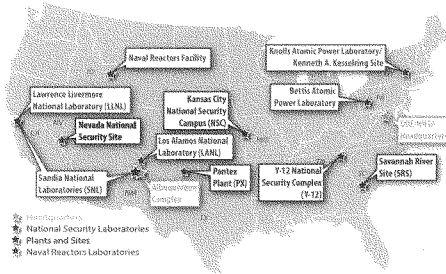 Naval Reactors Facility
Knolls Atomic Power Laboratory/
Kenneth A. Kesselring Site
Lawrence Livermore
National Laboratory (LLNL)
Kansas City
National Security
Campus (NSC)
Bettis Atomic
Power Laboratory
Nevada National
Security Site
Headquarters
Los Alamos National
Laboratory (LANL)
Sandia National
Laboratories (SNL)
Albuquerque
Complex
Pantex
Plant (PX)
Y-12 National
Security Complex
(Y-12)
Savannah River
Site (SRS)
Headquarters
National Security Laboratories
Plants and Sites
Naval Reactors Laboratories